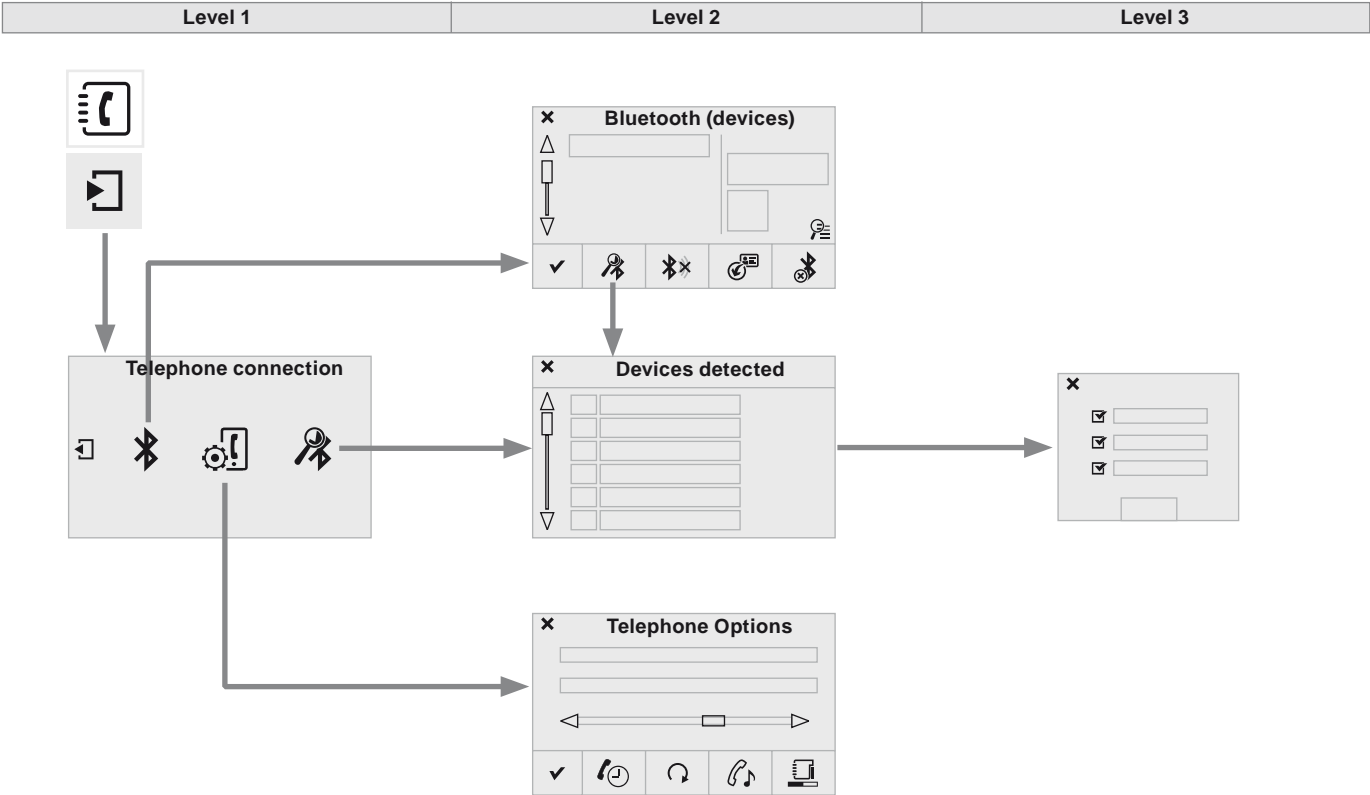 Level 1
Level 2
Level 3
Bluetooth (devices)
Telephone connection
Devices detected
Telephone Options